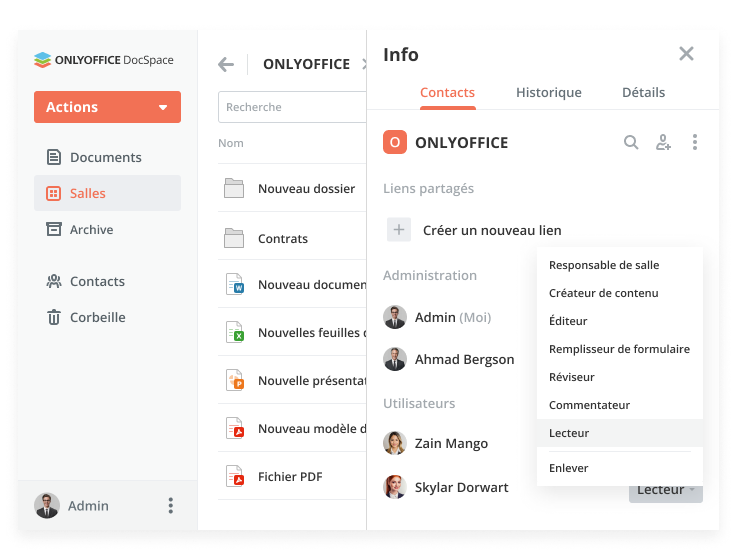 ONLYOFFICE DocSpace
Actions
Documents
Salles
Archive
Contacts
Corbeille
Admin
ONLYOFFICE
Recherche
Nom
Nouveau dossier
Contrats
Nouveau documen
Nouvelles feuilles
Nouvelle présentat
Nouveau modèle d
Fichier PDF
Info
Contacts Historique Détails
O ONLYOFFICE
Liens partagés
Créer un nouveau lien
Administration
Admin (Moi)
Ahmad Bergson
Utilisateurs
Zain Mango
Skylar Dorwart
Responsable de salle
Créateur de contenu
Éditeur
Remplisseur de formulaire
Réviseur
Commentateur
Lecteur
Enlever
Lecteur